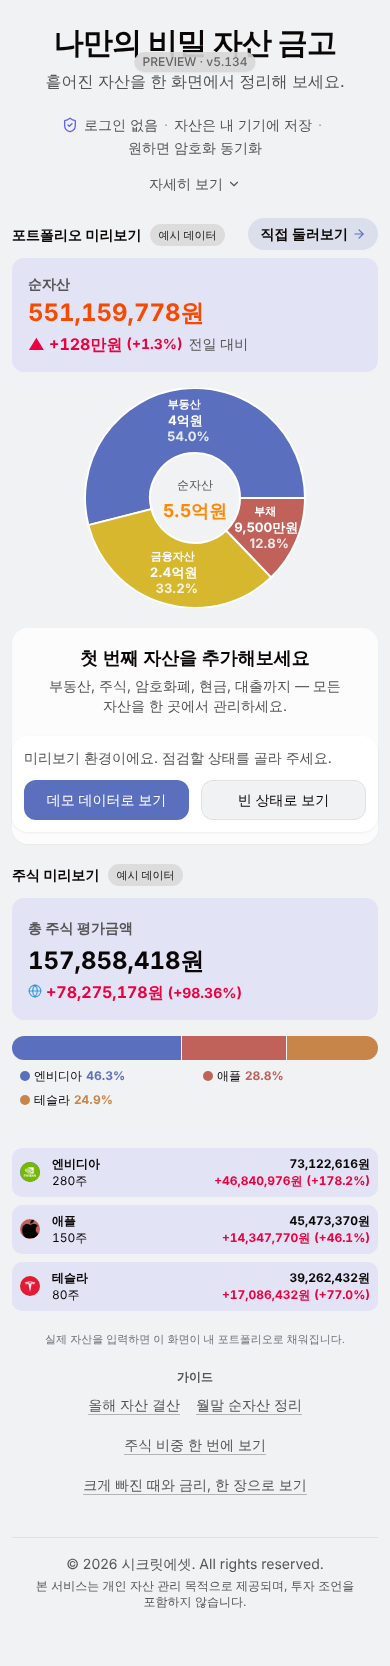 나만의 비밀 자산 금고
PREVIEW · v5.134
흩어진 자산을 한 화면에서 정리해 보세요.
로그인 없음 · 자산은 내 기기에 저장 ·
원하면 암호화 동기화
자세히 보기
포트폴리오 미리보기 예시 데이터 직접 둘러보기 →
순자산
551,159,778원
▲ +128만원 (+1.3%) 전일 대비
부동산
4억원
54.0%
순자산
5.5억원
부채
9,500만원
12.8%
금융자산
2.4억원
33.2%
첫 번째 자산을 추가해보세요
부동산, 주식, 암호화폐, 현금, 대출까지 — 모든
자산을 한 곳에서 관리하세요.
미리보기 환경이에요. 점검할 상태를 골라 주세요.
데모 데이터로 보기 빈 상태로 보기
주식 미리보기 예시 데이터
총 주식 평가금액
157,858,418원
+78,275,178원 (+98.36%)
엔비디아 46.3% 애플 28.8%
테슬라 24.9%
엔비디아 73,122,616원
280주 +46,840,976원 (+178.2%)
애플 45,473,370원
150주 +14,347,770원 (+46.1%)
테슬라 39,262,432원
80주 +17,086,432원 (+77.0%)
실제 자산을 입력하면 이 화면이 내 포트폴리오로 채워집니다.
가이드
올해 자산 결산 월말 순자산 정리
주식 비중 한 번에 보기
크게 빠진 때와 금리, 한 장으로 보기
© 2026 시크릿에셋. All rights reserved.
본 서비스는 개인 자산 관리 목적으로 제공되며, 투자 조언을
포함하지 않습니다.